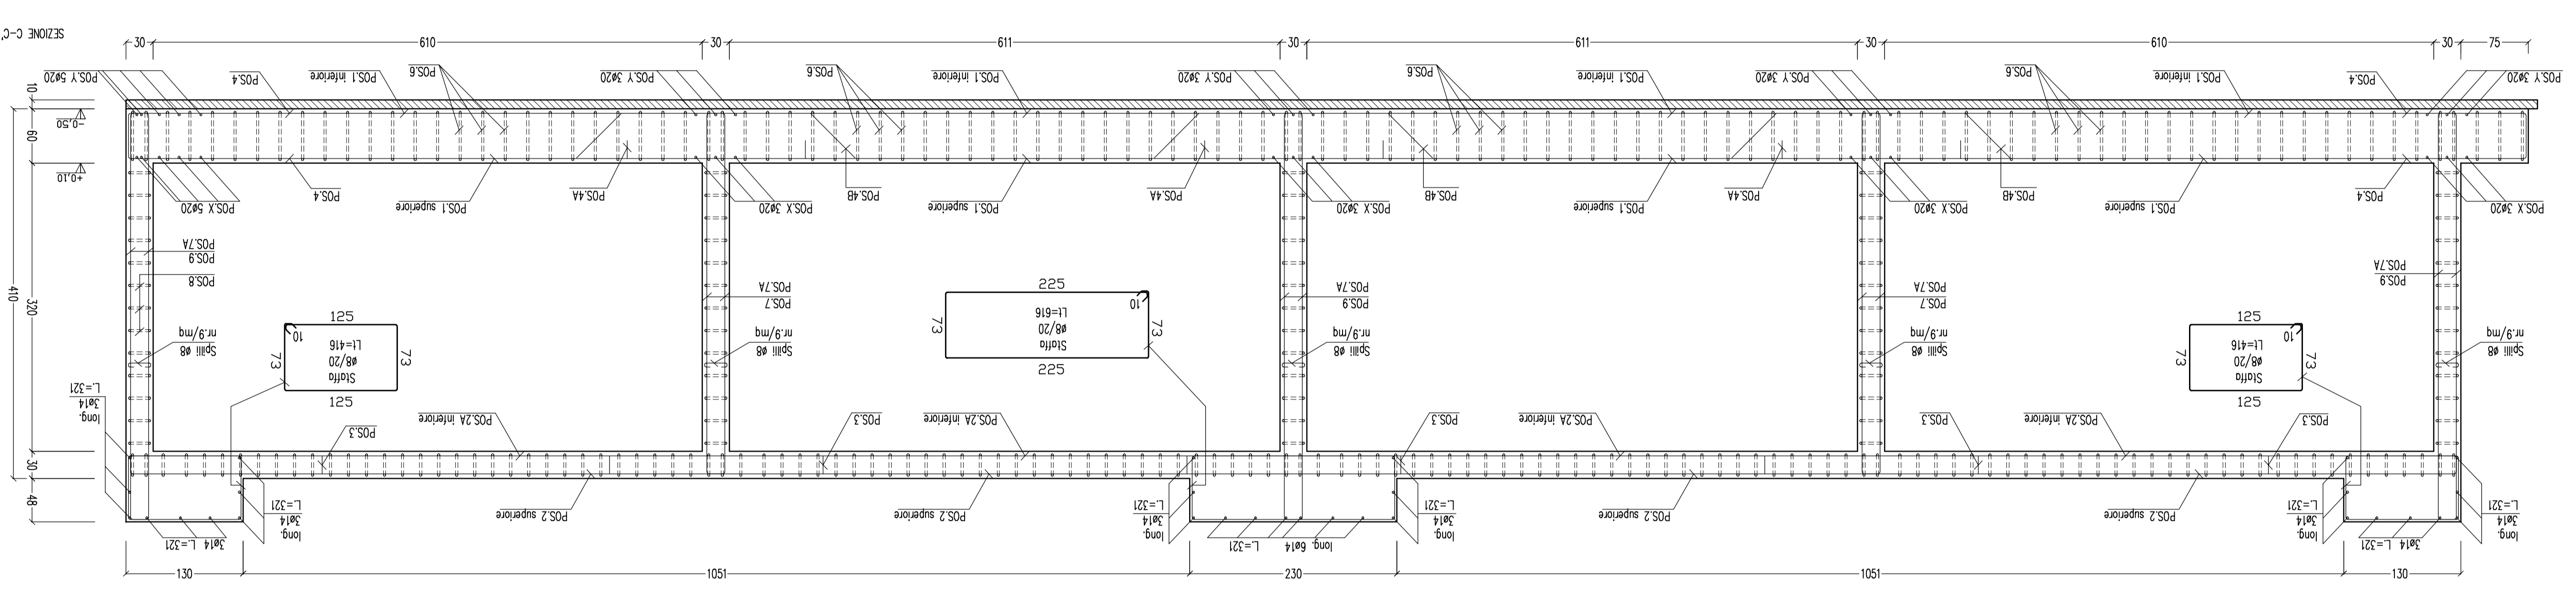 SEZIONE C-C'
30
610
30
611
30
611
30
610
30
75
POS.Y 5ø20
POS.4
POS.1 inferiore
POS.6
POS.Y 3ø20
POS.6
POS.1 inferiore
POS.Y 3ø20
POS.6
POS.1 inferiore
POS.Y 3ø20
POS.6
POS.1 inferiore
POS.4
POS.Y 3ø20
10
-0,50
60
+0,10
POS.X 5ø20
POS.4
POS.1 superiore
POS.4A
POS.X 3ø20
POS.4B
POS.1 superiore
POS.4A
POS.X 3ø20
POS.4B
POS.1 superiore
POS.4A
POS.X 3ø20
POS.4B
POS.1 superiore
POS.4
POS.X 3ø20
POS.7A
POS.9
POS.8
Spilli ø8
nr.9/mq
POS.7A
POS.7
Spilli ø8
nr.9/mq
POS.7A
POS.9
Spilli ø8
nr.9/mq
POS.7A
POS.7
Spilli ø8
nr.9/mq
POS.7A
POS.9
Spilli ø8
nr.9/mq
410
320
125
10
73
Staffa
ø8/20
Lt=416
73
125
225
10
73
Staffa
ø8/20
Lt=616
73
225
125
10
73
Staffa
ø8/20
Lt=416
73
125
long.
3ø14
L.=321
POS.3
POS.2A inferiore
POS.3
POS.2A inferiore
POS.3
POS.2A inferiore
POS.3
POS.2A inferiore
POS.3
30
48
long.
3ø14
L.=321
POS.2 superiore
POS.2 superiore
long.
3ø14
L.=321
long.
3ø14
L.=321
POS.2 superiore
POS.2 superiore
long.
3ø14
L.=321
long.
3ø14
L.=321
3ø14 L.=321
long. 6ø14 L.=321
3ø14 L.=321
130
1051
230
1051
130